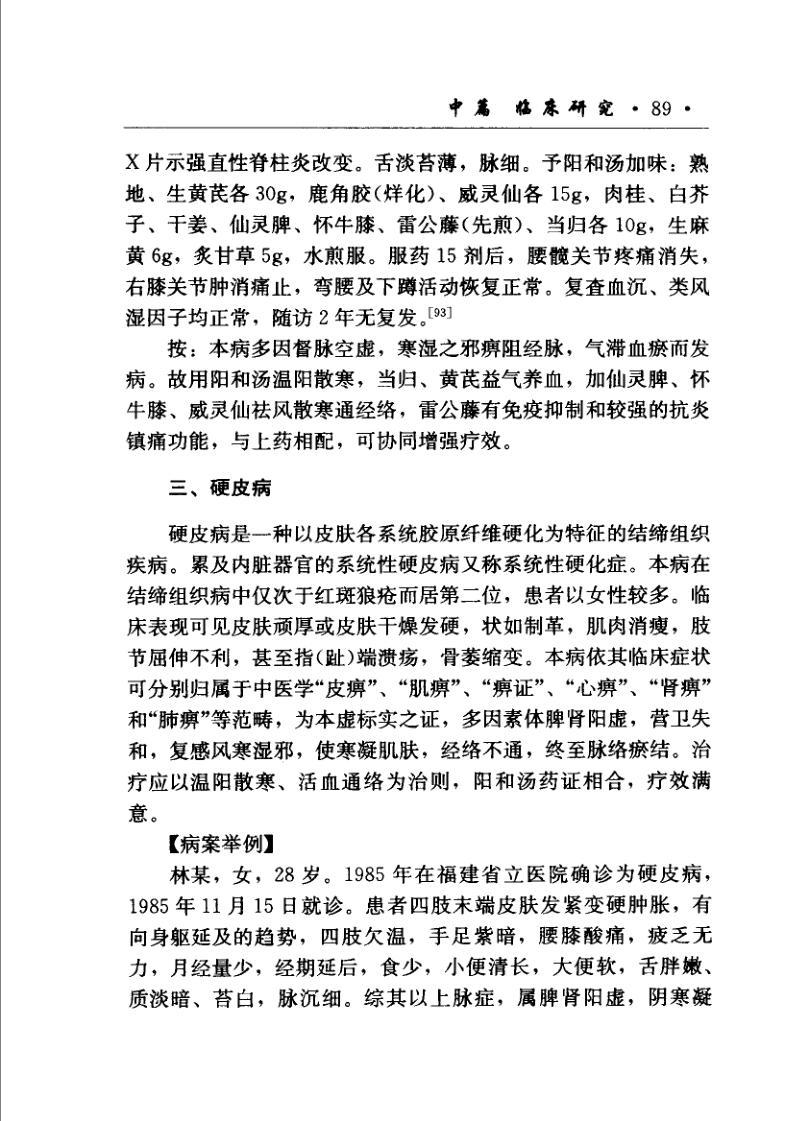 中篇 临床研究 · 89 ·
X 片示强直性脊柱炎改变。舌淡苔薄，脉细。予阳和汤加味：熟
地、生黄芪各 30g，鹿角胶(烊化)、威灵仙各 15g，肉桂、白芥
子、干姜、仙灵脾、怀牛膝、雷公藤(先煎)、当归各 10g，生麻
黄 6g，炙甘草 5g，水煎服。服药 15 剂后，腰髋关节疼痛消失，
右膝关节肿消痛止，弯腰及下蹲活动恢复正常。复查血沉、类风
湿因子均正常，随访 2 年无复发。[93]
按：本病多因督脉空虚，寒湿之邪痹阻经脉，气滞血瘀而发
病。故用阳和汤温阳散寒，当归、黄芪益气养血，加仙灵脾、怀
牛膝、威灵仙祛风散寒通经络，雷公藤有免疫抑制和较强的抗炎
镇痛功能，与上药相配，可协同增强疗效。
三、硬皮病
硬皮病是一种以皮肤各系统胶原纤维硬化为特征的结缔组织
疾病。累及内脏器官的系统性硬皮病又称系统性硬化症。本病在
结缔组织病中仅次于红斑狼疮而居第二位，患者以女性较多。临
床表现可见皮肤顽厚或皮肤干燥发硬，状如制革，肌肉消瘦，肢
节屈伸不利，甚至指(趾)端溃疡，骨萎缩变。本病依其临床症状
可分别归属于中医学“皮痹”、“肌痹”、“痹证”、“心痹”、“肾痹”
和“肺痹”等范畴，为本虚标实之证，多因素体脾肾阳虚，营卫失
和，复感风寒湿邪，使寒凝肌肤，经络不通，终至脉络瘀结。治
疗应以温阳散寒、活血通络为治则，阳和汤药证相合，疗效满
意。
【病案举例】
林某，女，28 岁。1985 年在福建省立医院确诊为硬皮病，
1985 年 11 月 15 日就诊。患者四肢末端皮肤发紧变硬肿胀，有
向身躯延及的趋势，四肢欠温，手足紫暗，腰膝酸痛，疲乏无
力，月经量少，经期延后，食少，小便清长，大便软，舌胖嫩、
质淡暗、苔白，脉沉细。综其以上脉症，属脾肾阳虚，阴寒凝